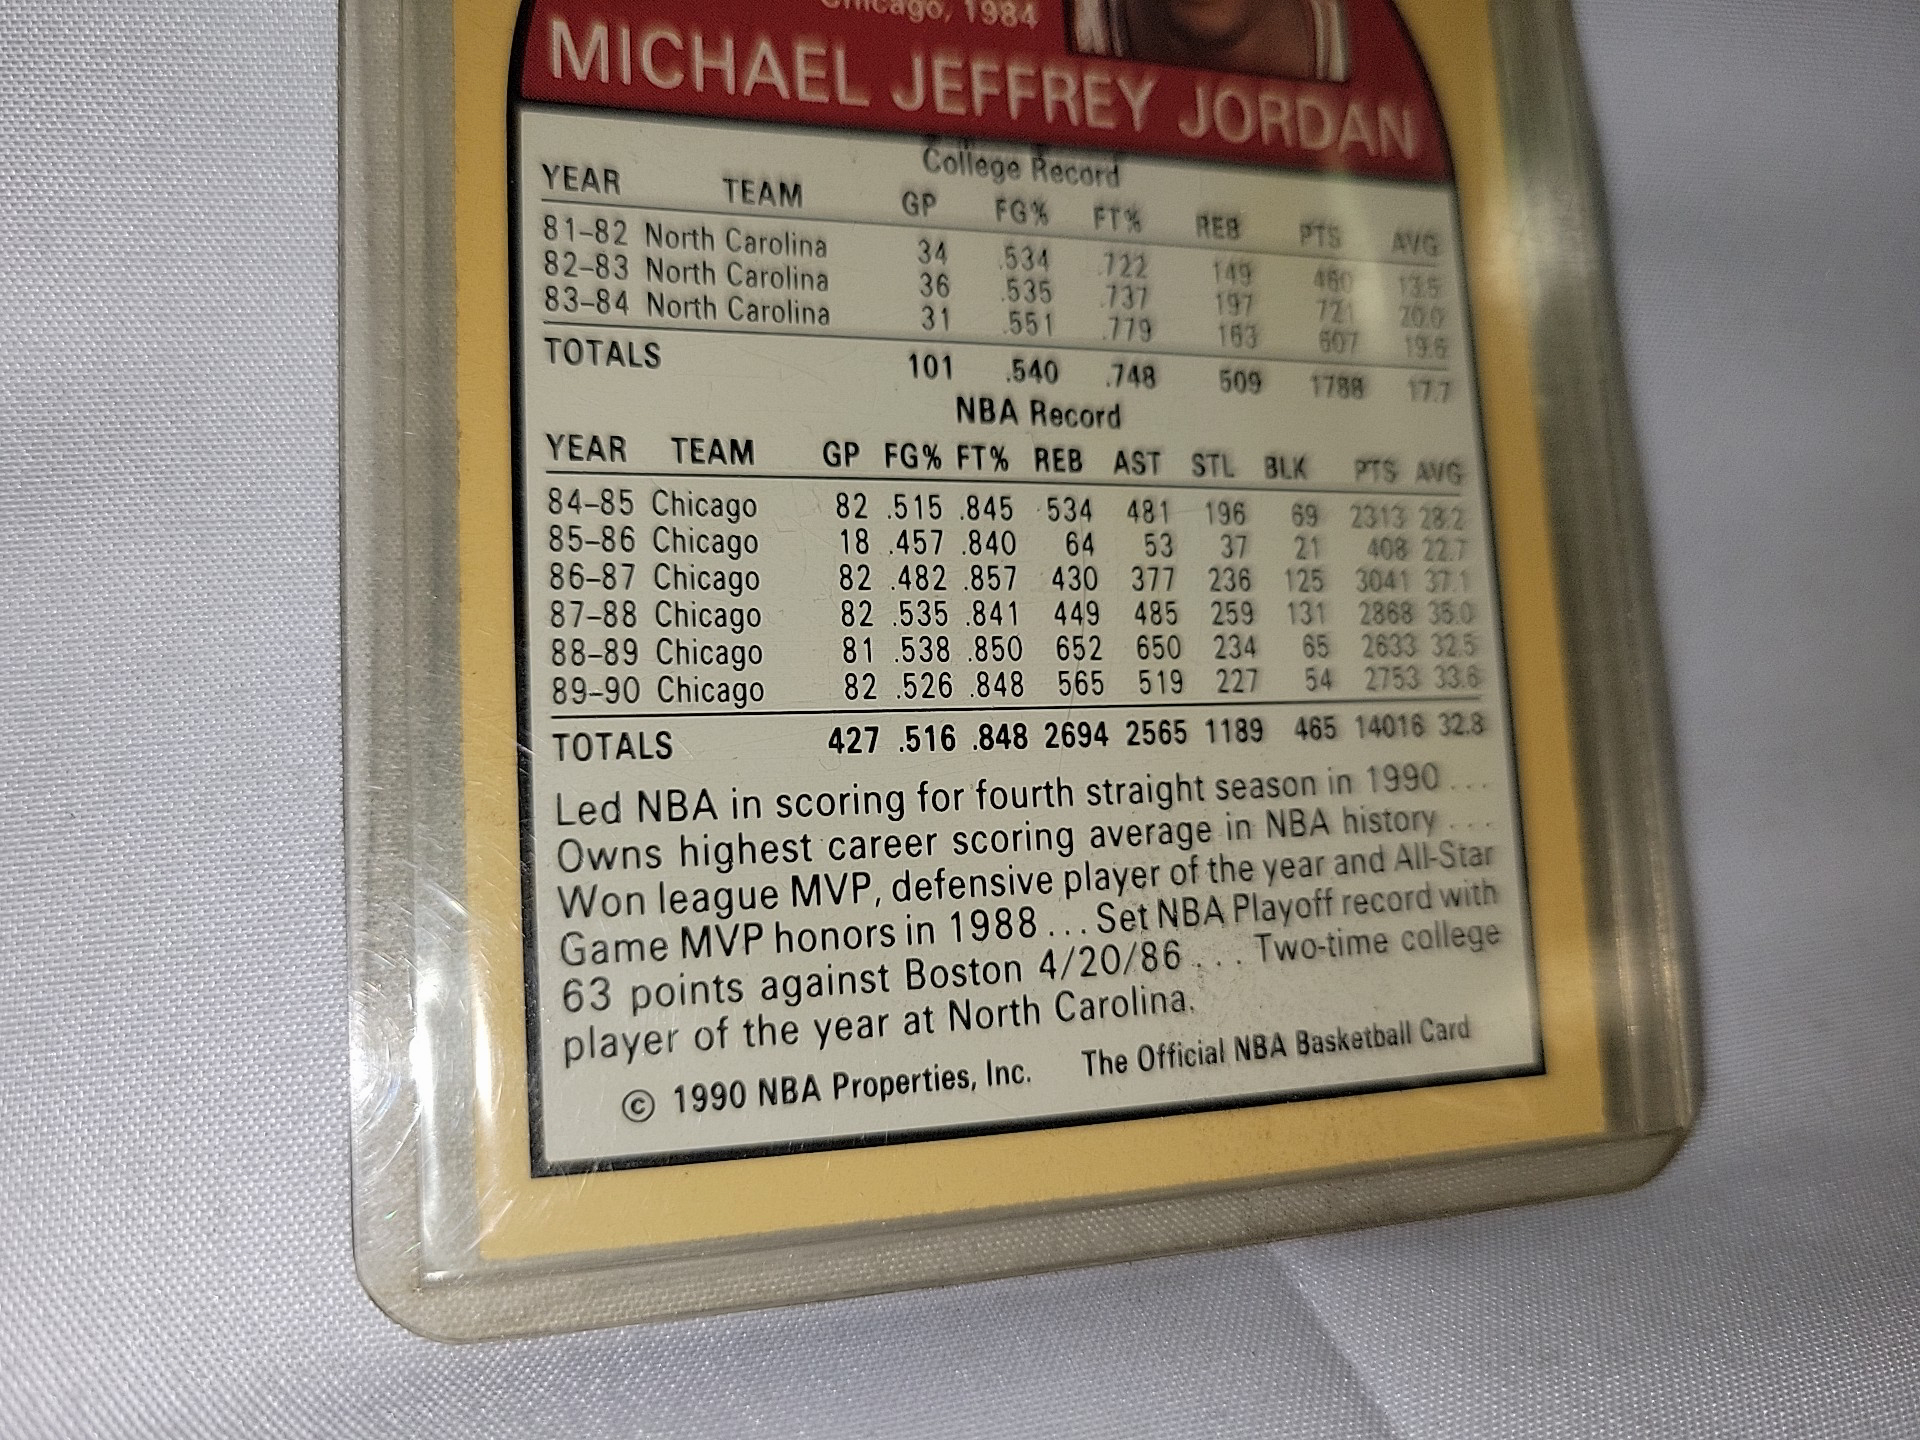 Chicago, 1984
MICHAEL JEFFREY JORDAN
College Record
YEAR TEAM GP FG% FT% REB PTS AVG
81–82 North Carolina 34 .534 .722 149 460 13.5
82–83 North Carolina 36 .535 .737 197 721 20.0
83–84 North Carolina 31 .551 .779 163 607 19.6
TOTALS 101 .540 .748 509 1788 17.7
NBA Record
YEAR TEAM GP FG% FT% REB AST STL BLK PTS AVG
84–85 Chicago 82 .515 .845 534 481 196 69 2313 28.2
85–86 Chicago 18 .457 .840 64 53 37 21 408 22.7
86–87 Chicago 82 .482 .857 430 377 236 125 3041 37.1
87–88 Chicago 82 .535 .841 449 485 259 131 2868 35.0
88–89 Chicago 81 .538 .850 652 650 234 65 2633 32.5
89–90 Chicago 82 .526 .848 565 519 227 54 2753 33.6
TOTALS 427 .516 .848 2694 2565 1189 465 14016 32.8
Led NBA in scoring for fourth straight season in 1990 ...
Owns highest career scoring average in NBA history ...
Won league MVP, defensive player of the year and All-Star
Game MVP honors in 1988 ... Set NBA Playoff record with
63 points against Boston 4/20/86 ... Two-time college
player of the year at North Carolina.
© 1990 NBA Properties, Inc. The Official NBA Basketball Card